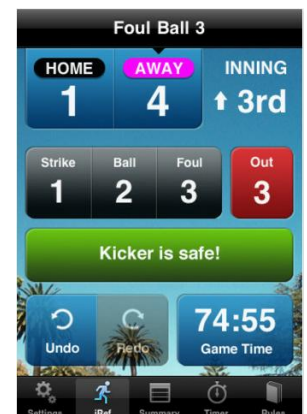 Foul Ball 3
HOME AWAY INNING
1 4 3rd
Strike Ball Foul Out
1 2 3 3
Kicker is safe!
74:55
Undo Redo Game Time
Settings iRef Summary Timer Rules